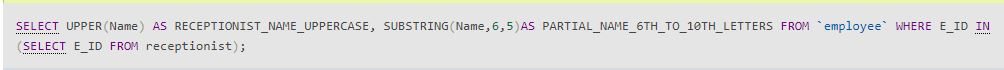 SELECT UPPER(Name) AS RECEPTIONIST_NAME_UPPERCASE, SUBSTRING(Name,6,5)AS PARTIAL_NAME_6TH_TO_10TH_LETTERS FROM `employee` WHERE E_ID IN
(SELECT E_ID FROM receptionist);